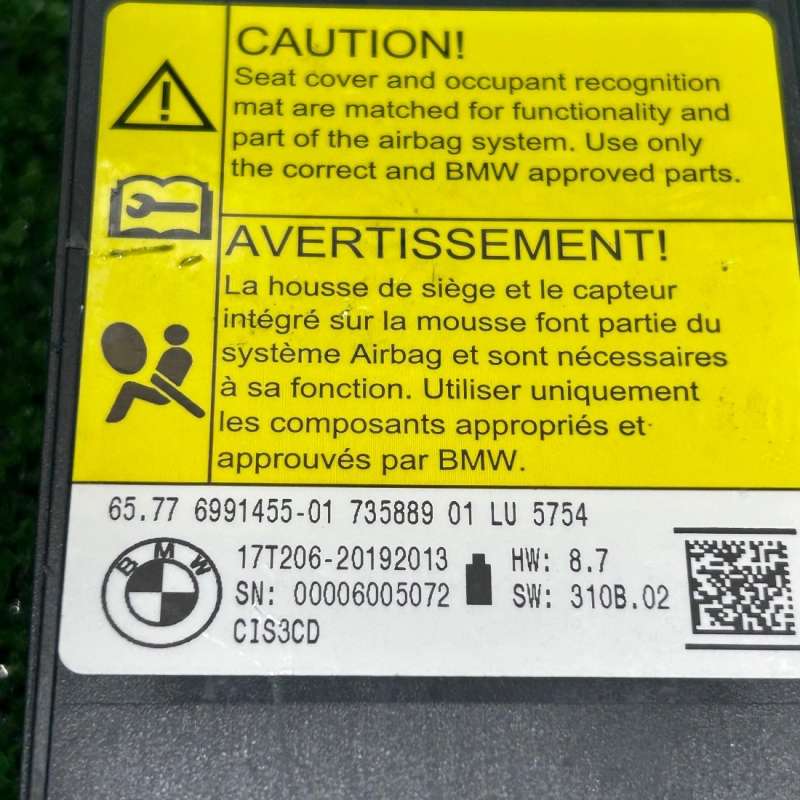 CAUTION!
Seat cover and occupant recognition
mat are matched for functionality and
part of the airbag system. Use only
the correct and BMW approved parts.
AVERTISSEMENT!
La housse de siège et le capteur
intégré sur la mousse font partie du
système Airbag et sont nécessaires
à sa fonction. Utiliser uniquement
les composants appropriés et
approuvés par BMW.
65.77 6991455-01 735889 01 LU 5754
BMW
17T206-20192013
HW: 8.7
SN: 00006005072
SW: 310B.02
CIS3CD